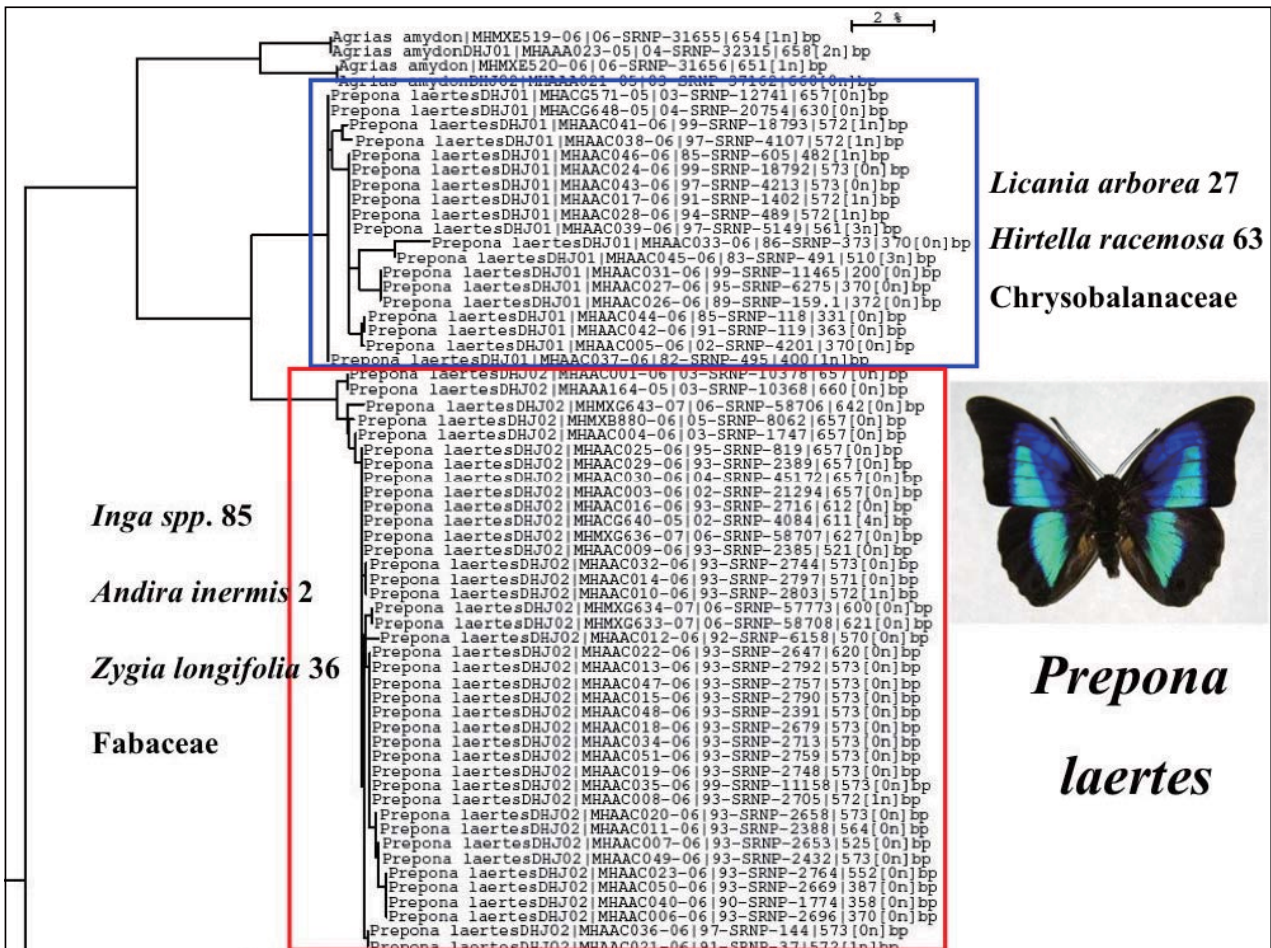 2 %
Agrias amydon|MHMXE519-06|06-SRNP-31655|654[1n]bp
Agrias amydonDHJ01|MHAAA023-05|04-SRNP-32315|658[2n]bp
Agrias amydon|MHMXE520-06|06-SRNP-31656|651[1n]bp
Agrias amydonDHJ02|MHAAA021-05|03-SRNP-37162|660[0n]bp
Prepona laertesDHJ01|MHACG571-05|03-SRNP-12741|657[0n]bp
Prepona laertesDHJ01|MHACG648-05|04-SRNP-20754|630[0n]bp
Prepona laertesDHJ01|MHAAC041-06|99-SRNP-18793|572[1n]bp
Prepona laertesDHJ01|MHAAC038-06|97-SRNP-4107|572[1n]bp
Prepona laertesDHJ01|MHAAC046-06|85-SRNP-605|482[1n]bp
Prepona laertesDHJ01|MHAAC024-06|99-SRNP-18792|573[0n]bp
Prepona laertesDHJ01|MHAAC043-06|97-SRNP-4213|573[0n]bp
Prepona laertesDHJ01|MHAAC017-06|91-SRNP-1402|572[1n]bp
Prepona laertesDHJ01|MHAAC028-06|94-SRNP-489|572[1n]bp
Prepona laertesDHJ01|MHAAC039-06|97-SRNP-5149|561[3n]bp
Prepona laertesDHJ01|MHAAC033-06|86-SRNP-373|370[0n]bp
Prepona laertesDHJ01|MHAAC045-06|83-SRNP-491|510[3n]bp
Prepona laertesDHJ01|MHAAC031-06|99-SRNP-11465|200[0n]bp
Prepona laertesDHJ01|MHAAC027-06|95-SRNP-6275|370[0n]bp
Prepona laertesDHJ01|MHAAC026-06|89-SRNP-159.1|372[0n]bp
Prepona laertesDHJ01|MHAAC044-06|85-SRNP-118|331[0n]bp
Prepona laertesDHJ01|MHAAC042-06|91-SRNP-119|363[0n]bp
Prepona laertesDHJ01|MHAAC005-06|02-SRNP-4201|370[0n]bp
Prepona laertesDHJ01|MHAAC037-06|82-SRNP-495|400[1n]bp
Licania arborea 27
Hirtella racemosa 63
Chrysobalanaceae
Prepona laertesDHJ02|MHAAC001-06|03-SRNP-10378|657[0n]bp
Prepona laertesDHJ02|MHAAA164-05|03-SRNP-10368|660[0n]bp
Prepona laertesDHJ02|MHMXG643-07|06-SRNP-58706|642[0n]bp
Prepona laertesDHJ02|MHMXB880-06|05-SRNP-8062|657[0n]bp
Prepona laertesDHJ02|MHAAC004-06|03-SRNP-1747|657[0n]bp
Prepona laertesDHJ02|MHAAC025-06|95-SRNP-819|657[0n]bp
Prepona laertesDHJ02|MHAAC029-06|93-SRNP-2389|657[0n]bp
Prepona laertesDHJ02|MHAAC030-06|04-SRNP-45172|657[0n]bp
Prepona laertesDHJ02|MHAAC003-06|02-SRNP-21294|657[0n]bp
Prepona laertesDHJ02|MHAAC016-06|93-SRNP-2716|612[0n]bp
Prepona laertesDHJ02|MHACG640-05|02-SRNP-4084|611[4n]bp
Prepona laertesDHJ02|MHMXG636-07|06-SRNP-58707|627[0n]bp
Prepona laertesDHJ02|MHAAC009-06|93-SRNP-2385|521[0n]bp
Prepona laertesDHJ02|MHAAC032-06|93-SRNP-2744|573[0n]bp
Prepona laertesDHJ02|MHAAC014-06|93-SRNP-2797|571[0n]bp
Prepona laertesDHJ02|MHAAC010-06|93-SRNP-2803|572[1n]bp
Prepona laertesDHJ02|MHMXG634-07|06-SRNP-57773|600[0n]bp
Prepona laertesDHJ02|MHMXG633-07|06-SRNP-58708|621[0n]bp
Prepona laertesDHJ02|MHAAC012-06|92-SRNP-6158|570[0n]bp
Prepona laertesDHJ02|MHAAC022-06|93-SRNP-2647|620[0n]bp
Prepona laertesDHJ02|MHAAC013-06|93-SRNP-2792|573[0n]bp
Prepona laertesDHJ02|MHAAC047-06|93-SRNP-2757|573[0n]bp
Prepona laertesDHJ02|MHAAC015-06|93-SRNP-2790|573[0n]bp
Prepona laertesDHJ02|MHAAC048-06|93-SRNP-2391|573[0n]bp
Prepona laertesDHJ02|MHAAC018-06|93-SRNP-2679|573[0n]bp
Prepona laertesDHJ02|MHAAC034-06|93-SRNP-2713|573[0n]bp
Prepona laertesDHJ02|MHAAC051-06|93-SRNP-2759|573[0n]bp
Prepona laertesDHJ02|MHAAC019-06|93-SRNP-2748|573[0n]bp
Prepona laertesDHJ02|MHAAC035-06|99-SRNP-11158|573[0n]bp
Prepona laertesDHJ02|MHAAC008-06|93-SRNP-2705|572[1n]bp
Prepona laertesDHJ02|MHAAC020-06|93-SRNP-2658|573[0n]bp
Prepona laertesDHJ02|MHAAC011-06|93-SRNP-2388|564[0n]bp
Prepona laertesDHJ02|MHAAC007-06|93-SRNP-2653|525[0n]bp
Prepona laertesDHJ02|MHAAC049-06|93-SRNP-2432|573[0n]bp
Prepona laertesDHJ02|MHAAC023-06|93-SRNP-2764|552[0n]bp
Prepona laertesDHJ02|MHAAC050-06|93-SRNP-2669|387[0n]bp
Prepona laertesDHJ02|MHAAC040-06|90-SRNP-1774|358[0n]bp
Prepona laertesDHJ02|MHAAC006-06|93-SRNP-2696|370[0n]bp
Prepona laertesDHJ02|MHAAC036-06|97-SRNP-144|573[0n]bp
Prepona laertesDHJ02|MHAAC021-06|91-SRNP-37|572[1n]bp
Inga spp. 85
Andira inermis 2
Zygia longifolia 36
Fabaceae
Prepona
laertes